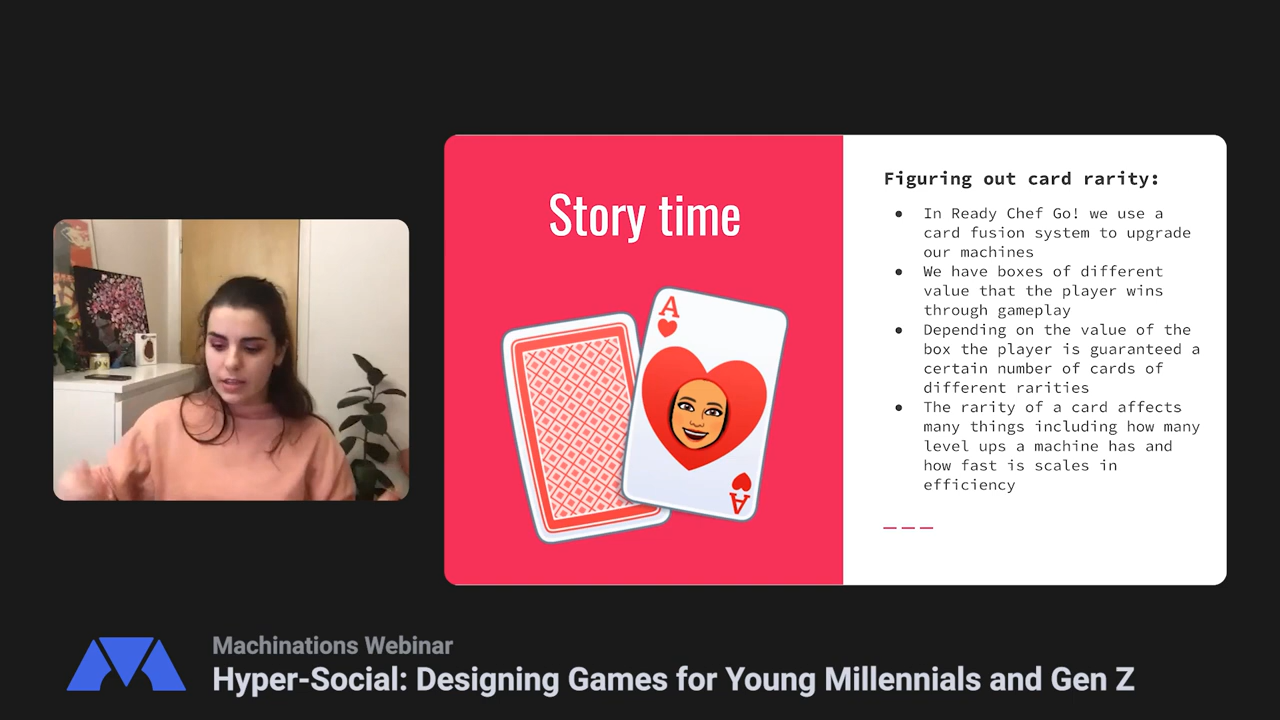 Story time
A
A
Figuring out card rarity:
● In Ready Chef Go! we use a
card fusion system to upgrade
our machines
● We have boxes of different
value that the player wins
through gameplay
● Depending on the value of the
box the player is guaranteed a
certain number of cards of
different rarities
● The rarity of a card affects
many things including how many
level ups a machine has and
how fast is scales in
efficiency
Machinations Webinar
Hyper-Social: Designing Games for Young Millennials and Gen Z